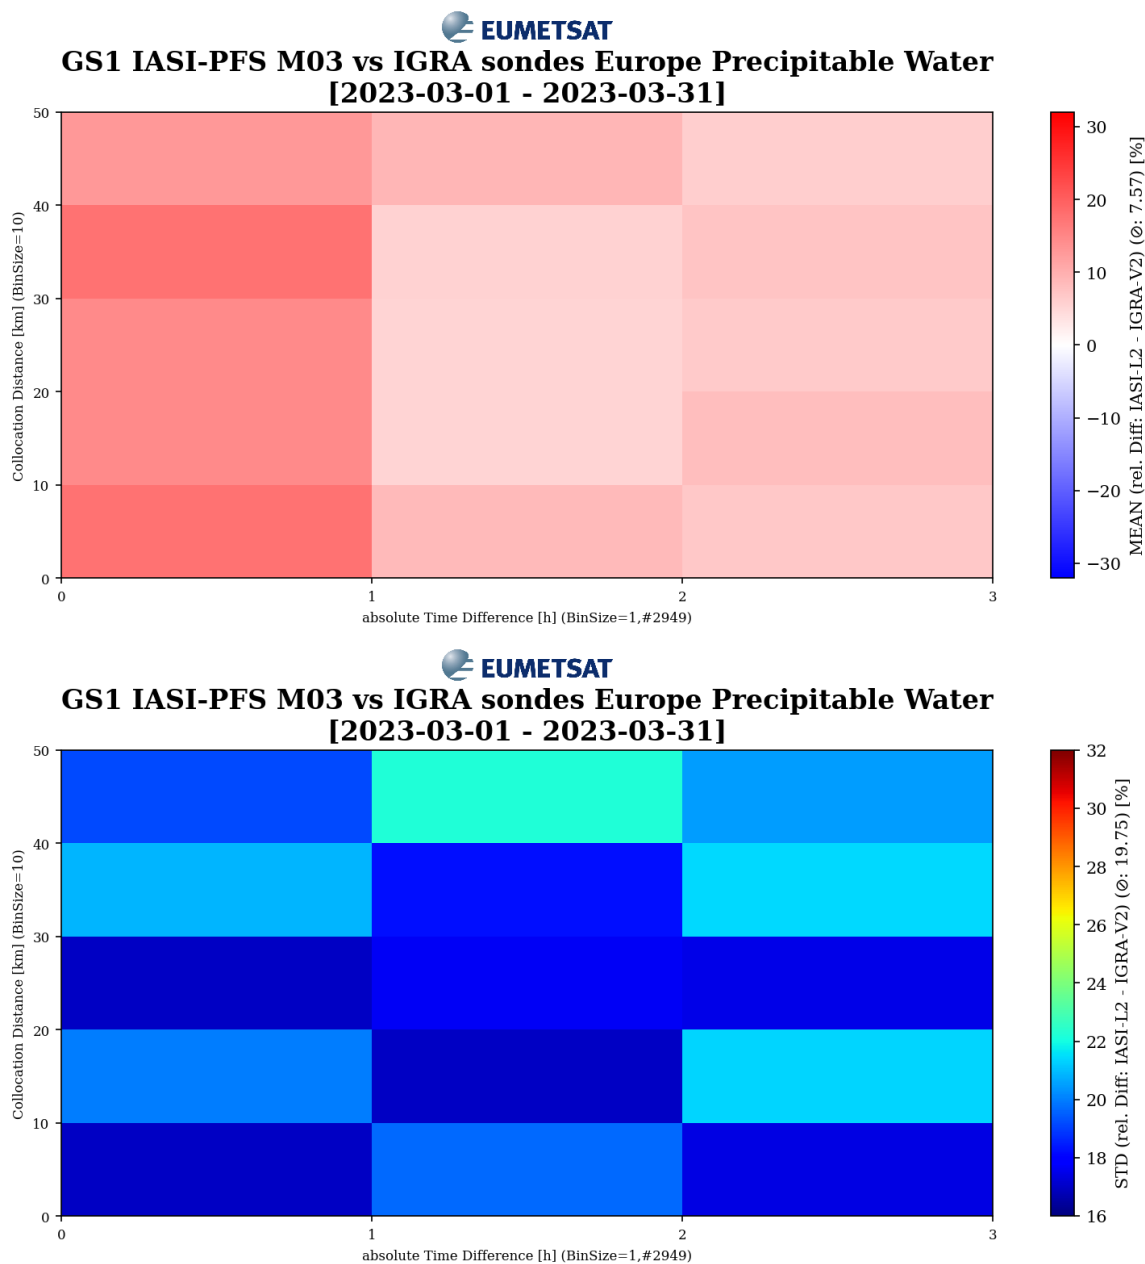 EUMETSAT
GS1 IASI-PFS M03 vs IGRA sondes Europe Precipitable Water
[2023-03-01 - 2023-03-31]
50
40
30
20
10
0
Collocation Distance [km] (BinSize=10)
0 1 2 3
absolute Time Difference [h] (BinSize=1,#2949)
30
20
10
0
−10
−20
−30
MEAN (rel. Diff: IASI-L2 - IGRA-V2) (⊘: 7.57) [%]
EUMETSAT
GS1 IASI-PFS M03 vs IGRA sondes Europe Precipitable Water
[2023-03-01 - 2023-03-31]
50
40
30
20
10
0
Collocation Distance [km] (BinSize=10)
0 1 2 3
absolute Time Difference [h] (BinSize=1,#2949)
32
30
28
26
24
22
20
18
16
STD (rel. Diff: IASI-L2 - IGRA-V2) (⊘: 19.75) [%]